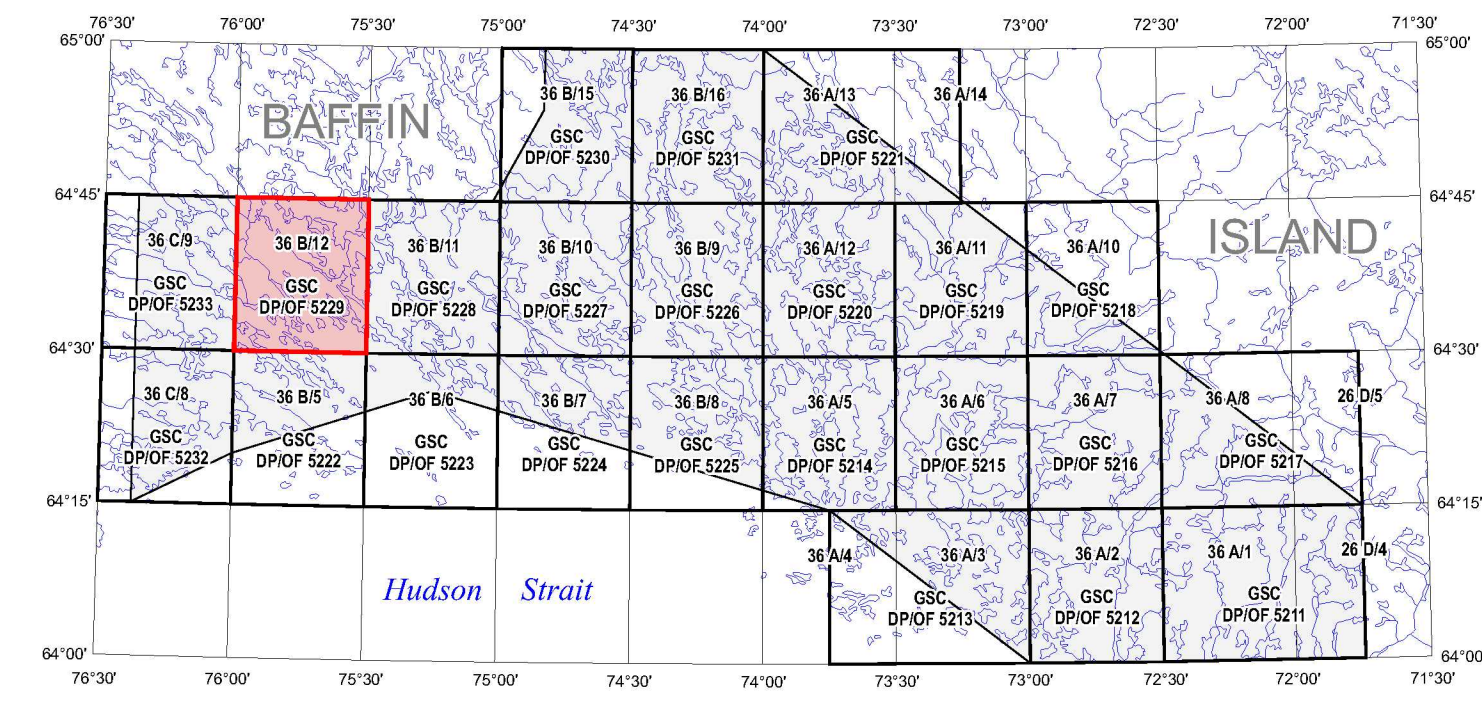 76°30' 76°00' 75°30' 75°00' 74°30' 74°00' 73°30' 73°00' 72°30' 72°00' 71°30'
65°00' 65°00'
36 B/15 36 B/16 36 A/13 36 A/14
BAFFIN
GSC GSC GSC
DP/OF 5230 DP/OF 5231 DP/OF 5221
64°45' 64°45'
36 C/9 36 B/12 36 B/11 36 B/10 36 B/9 36 A/12 36 A/11 36 A/10
ISLAND
GSC GSC GSC GSC GSC GSC GSC GSC
DP/OF 5233 DP/OF 5229 DP/OF 5228 DP/OF 5227 DP/OF 5226 DP/OF 5220 DP/OF 5219 DP/OF 5218
64°30' 64°30'
36 C/8 36 B/5 36 B/6 36 B/7 36 B/8 36 A/5 36 A/6 36 A/7 36 A/8 26 D/5
GSC GSC GSC GSC GSC GSC GSC GSC GSC
DP/OF 5232 DP/OF 5222 DP/OF 5223 DP/OF 5224 DP/OF 5225 DP/OF 5214 DP/OF 5215 DP/OF 5216 DP/OF 5217
64°15' 64°15'
36 A/4 36 A/3 36 A/2 36 A/1 26 D/4
Hudson Strait
GSC GSC GSC
DP/OF 5213 DP/OF 5212 DP/OF 5211
64°00' 64°00'
76°30' 76°00' 75°30' 75°00' 74°30' 74°00' 73°30' 73°00' 72°30' 72°00' 71°30'